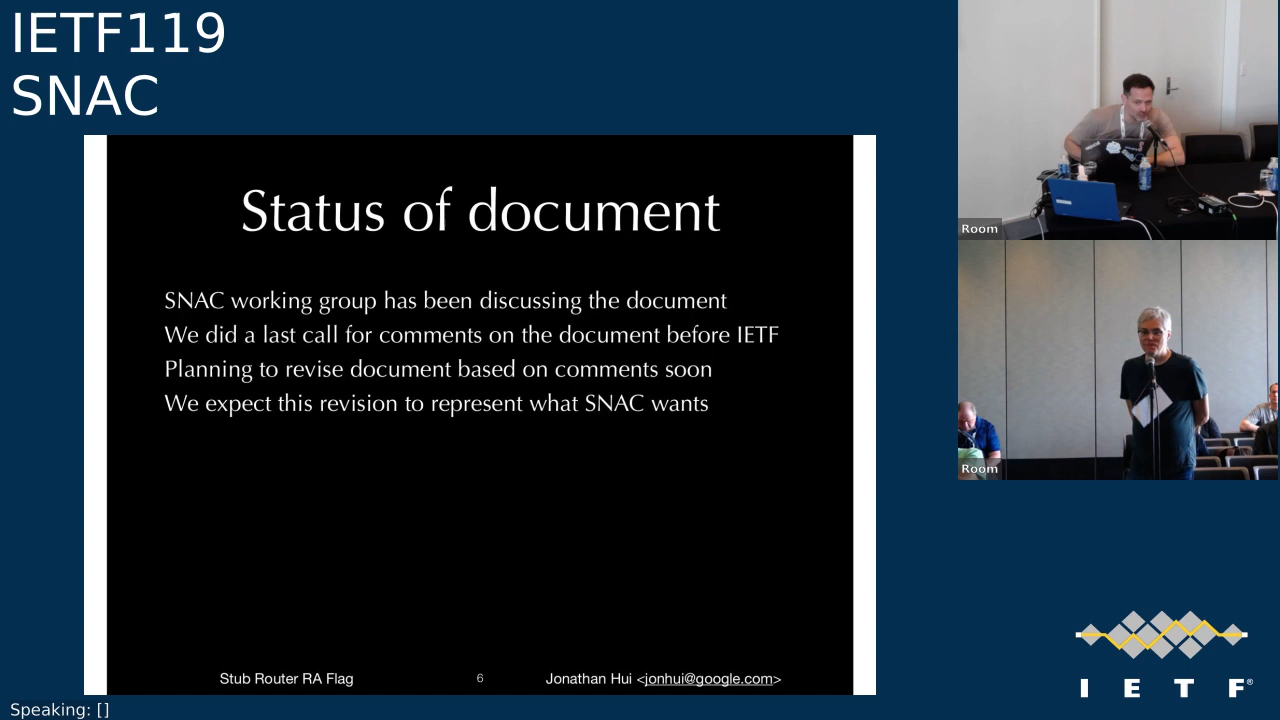 IETF119
SNAC
Status of document
SNAC working group has been discussing the document
We did a last call for comments on the document before IETF
Planning to revise document based on comments soon
We expect this revision to represent what SNAC wants
Stub Router RA Flag
6
Jonathan Hui <jonhui@google.com>
Room
Room
I E T F®
Speaking: []